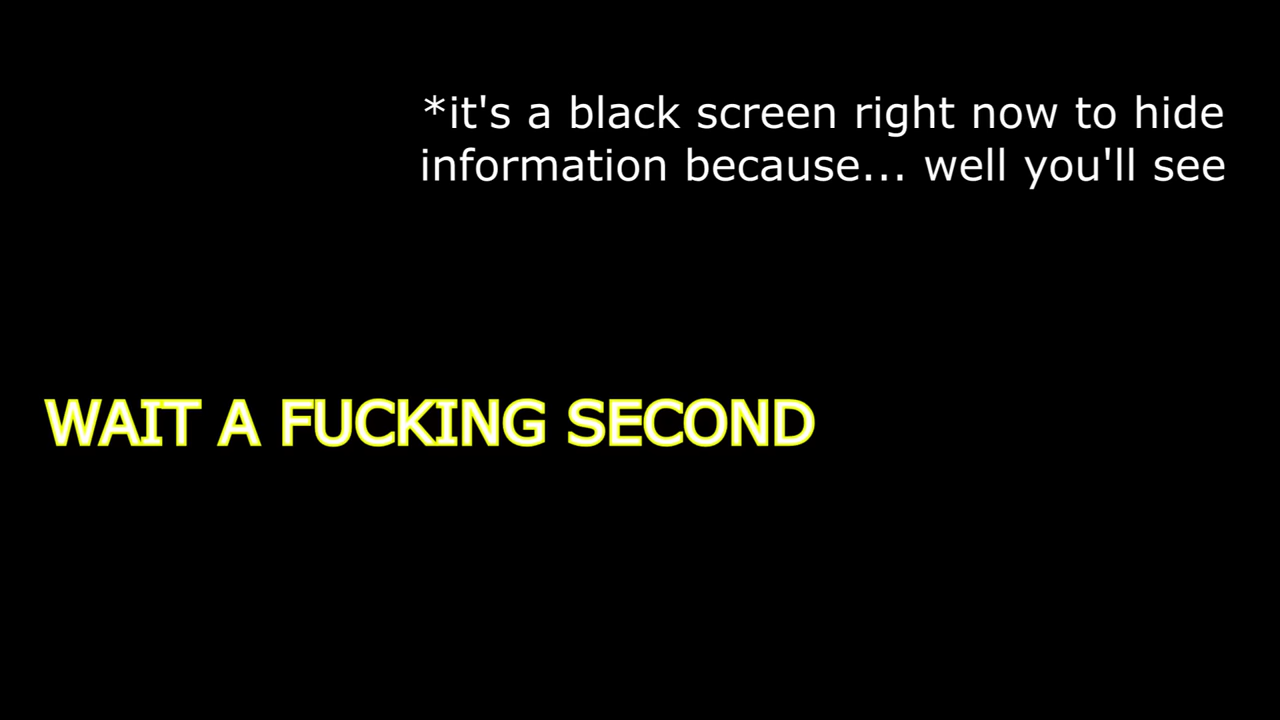 *it's a black screen right now to hide
information because... well you'll see
WAIT A FUCKING SECOND